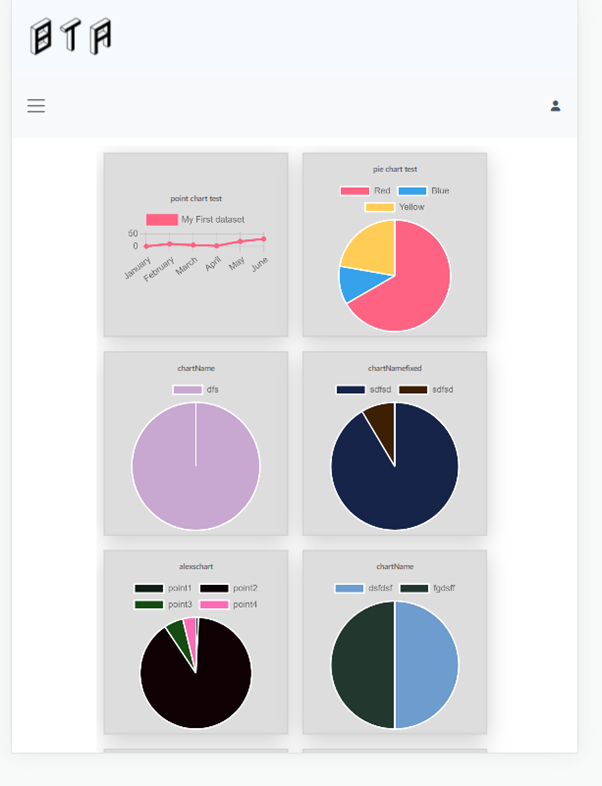 BTA
point chart test
My First dataset
50
0
January February March April May June
pie chart test
Red Blue
Yellow
chartName
dfs
chartNamefixed
sdfsd sdfsd
alexschart
point1 point2
point3 point4
chartName
dsfdsf fgdsff